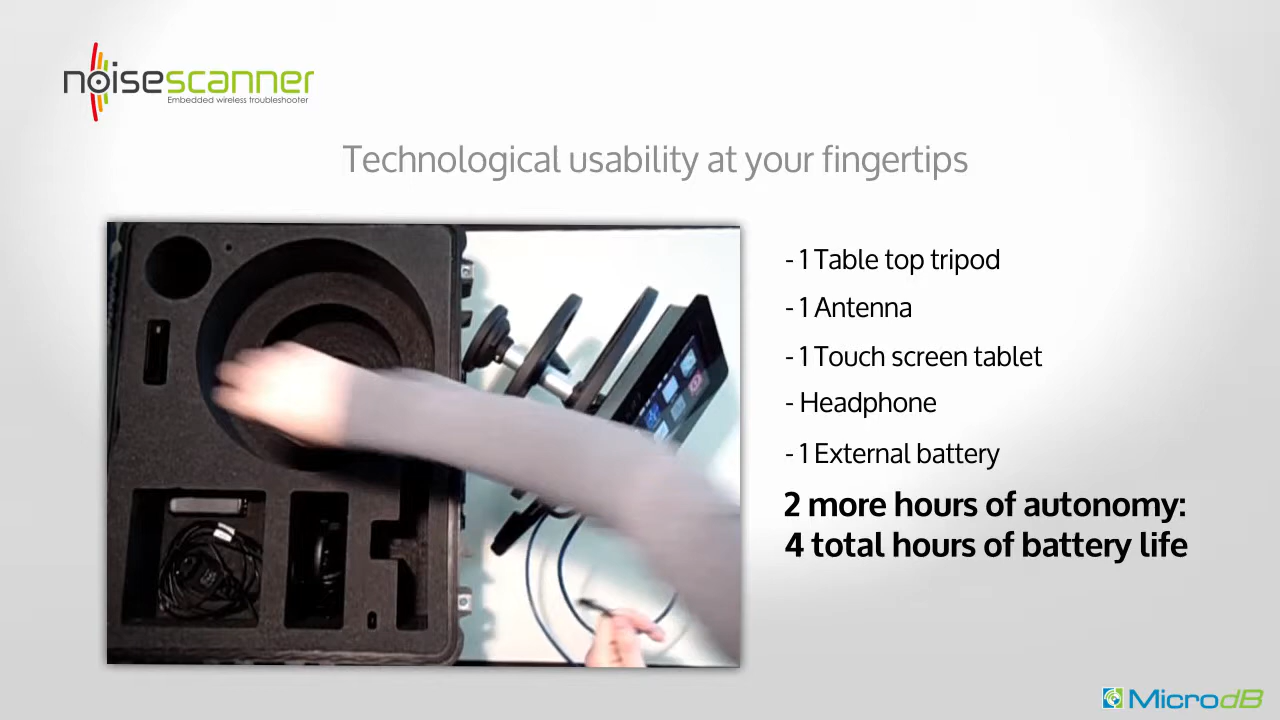 noisescanner
Embedded wireless troubleshooter
Technological usability at your fingertips
- 1 Table top tripod
- 1 Antenna
- 1 Touch screen tablet
- Headphone
- 1 External battery
2 more hours of autonomy:
4 total hours of battery life
MicrodB